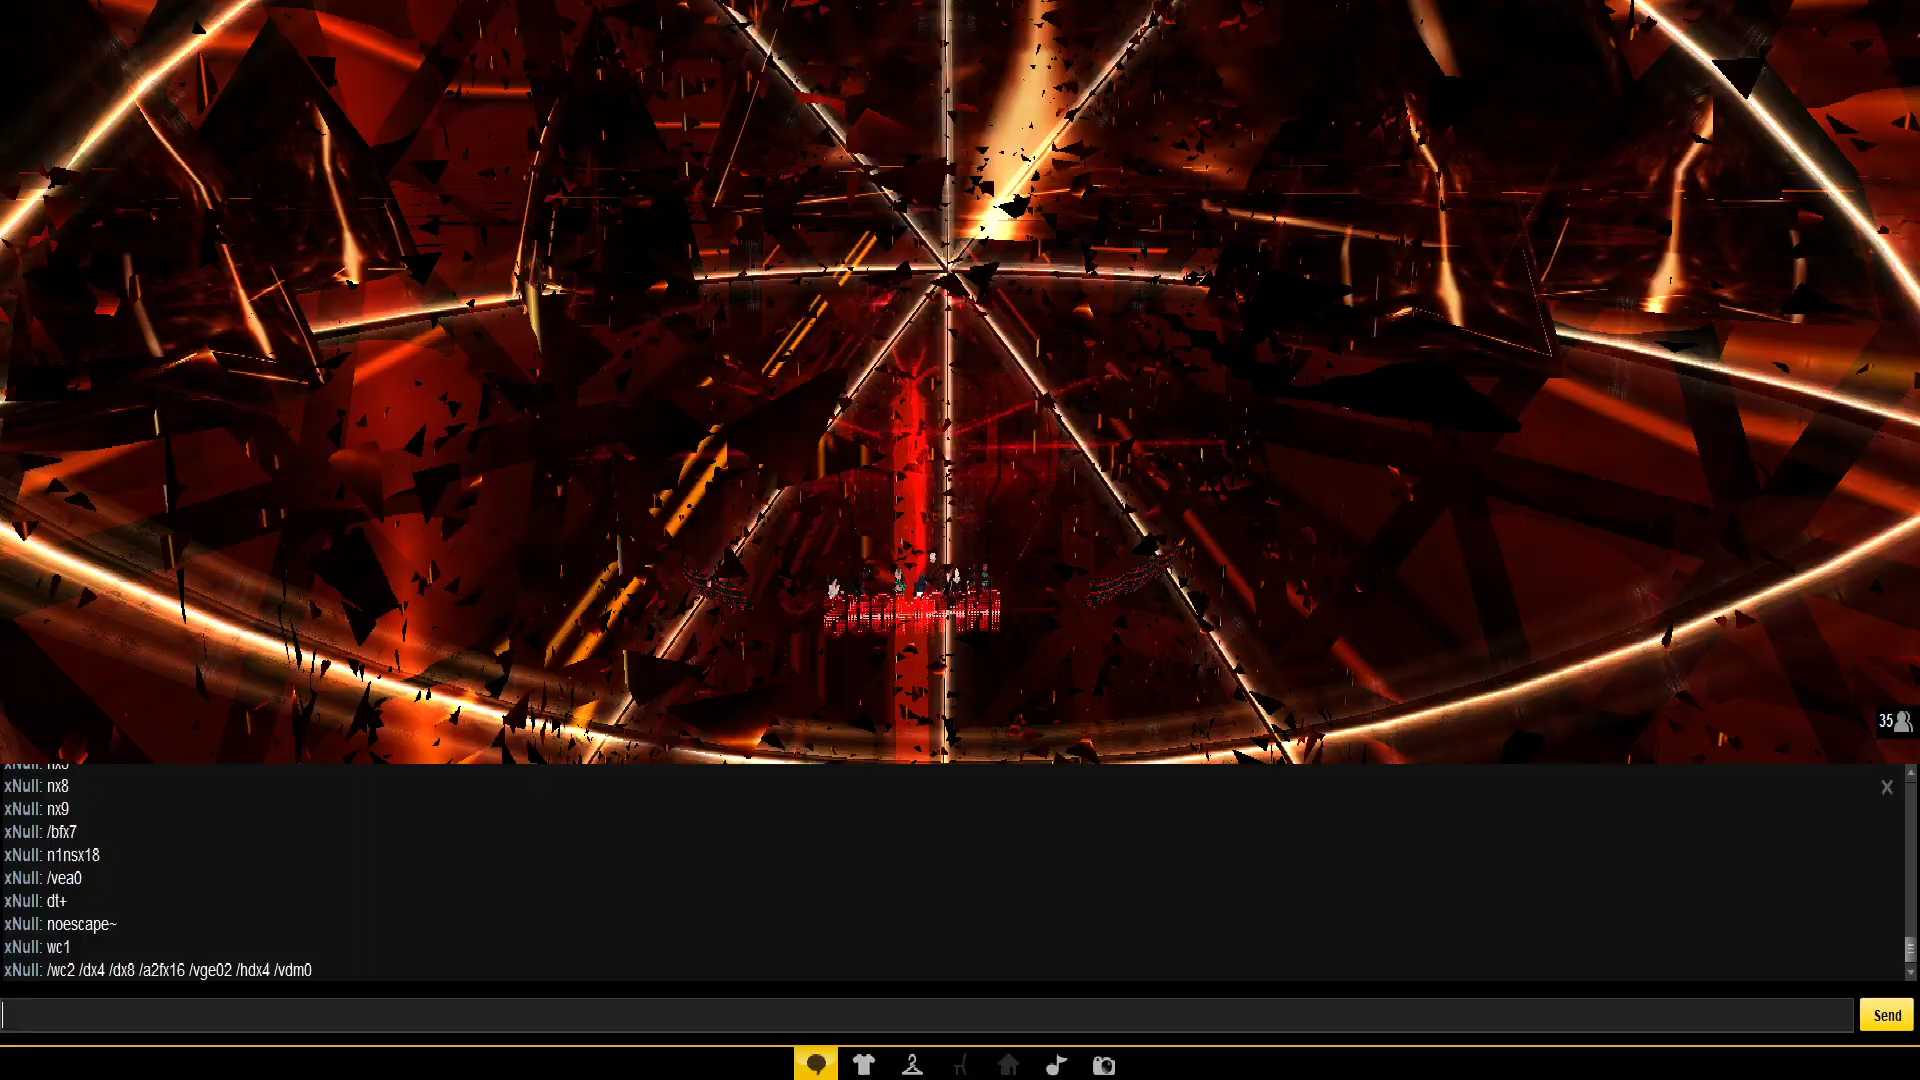 35
xNull: nx8
xNull: nx9
xNull: /bfx7
xNull: n1nsx18
xNull: /vea0
xNull: dt+
xNull: noescape~
xNull: wc1
xNull: /wc2 /dx4 /dx8 /a2fx16 /vge02 /hdx4 /vdm0
Send